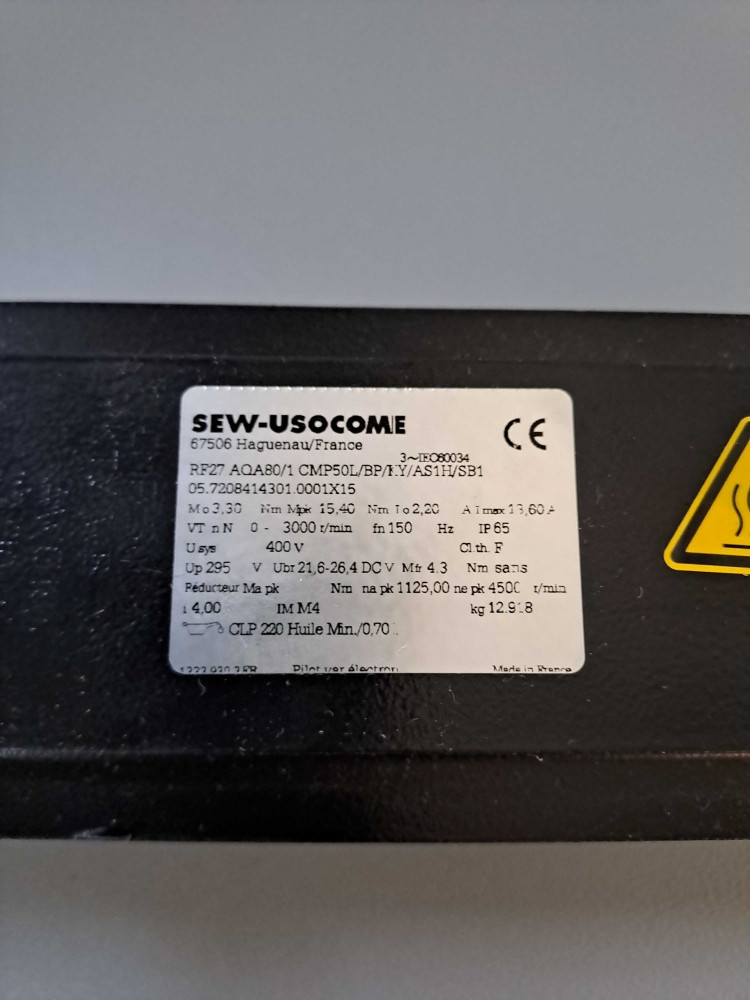 SEW-USOCOME
CE
67506 Haguenau/France
3~IEC60034
RF27 AQA80/1 CMP50L/BP/KY/AS1H/SB1
05.7208414301.0001X15
Mo 3,30 Nm Mpk 15,40 Nm Io 2,20 A Imax 13,60 A
VT n N 0 - 3000 r/min fn 150 Hz IP 65
U sys 400 V Cl.th. F
Up 295 V Ubr 21,6-26,4 DC V Mfr 4.3 Nm sans
Réducteur Ma pk Nm na pk 1125,00 ne pk 4500 r/min
i 4,00 IM M4 kg
CLP 220 Huile Min./0,70
Made in France